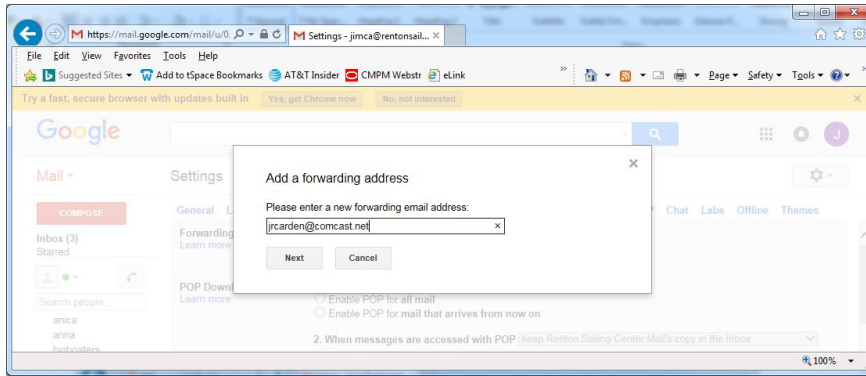 https://mail.google.com/mail/u/0.
M Settings - jimca@rentonsail... ×
File Edit View Favorites Tools Help
Suggested Sites Add to tSpace Bookmarks AT&T Insider CMPM Webstr eLink
Page Safety Tools
Try a fast, secure browser with updates built in Yes, get Chrome now No, not interested
Google
J
Mail
Settings
COMPOSE
Inbox (3)
Starred
Search people...
anica
anna
bigboaters
General
Chat Labs Offline Themes
Forwarding
Learn more
POP Downl
Learn more
Add a forwarding address
Please enter a new forwarding email address:
jrcarden@comcast.net ×
Next Cancel
Enable POP for all mail
Enable POP for mail that arrives from now on
2. When messages are accessed with POP keep Renton Sailing Center Mail's copy in the Inbox
100%